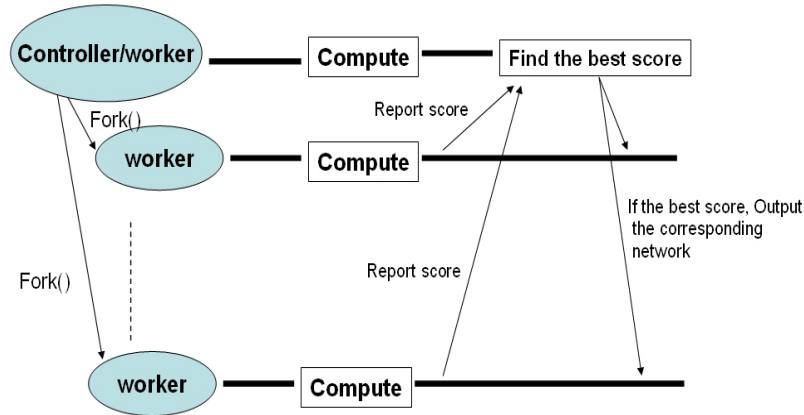 Controller/worker
Compute
Find the best score
Fork()
Report score
worker
Compute
If the best score, Output
the corresponding
network
Report score
Fork()
worker
Compute